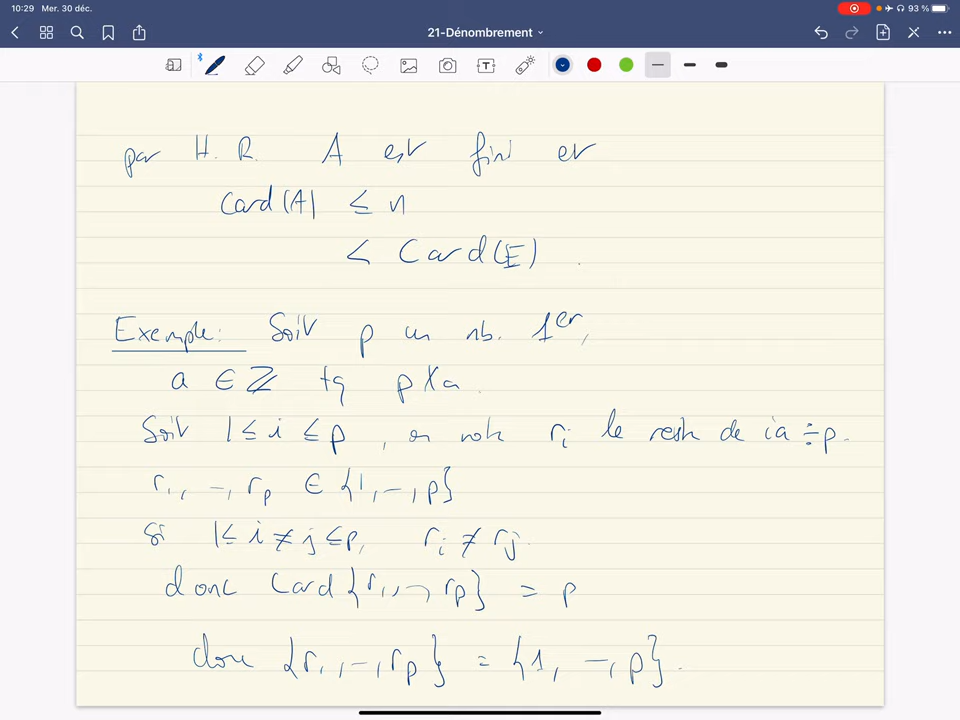 10:29 Mer. 30 déc.
93 %
21-Dénombrement
par H. R. A est fini et
Card(A) ≤ n
< Card(E).
Exemple: Soit p un nb. 1er,
a ∈ ℤ tq p ∤ a.
Soit 1 ≤ i ≤ p, on note ri le reste de ia ÷ p.
r1, –, rp ∈ {1, –, p}
si 1 ≤ i ≠ j ≤ p, ri ≠ rj.
donc Card{r1, –, rp} = p
donc {r1, –, rp} = {1, –, p}.